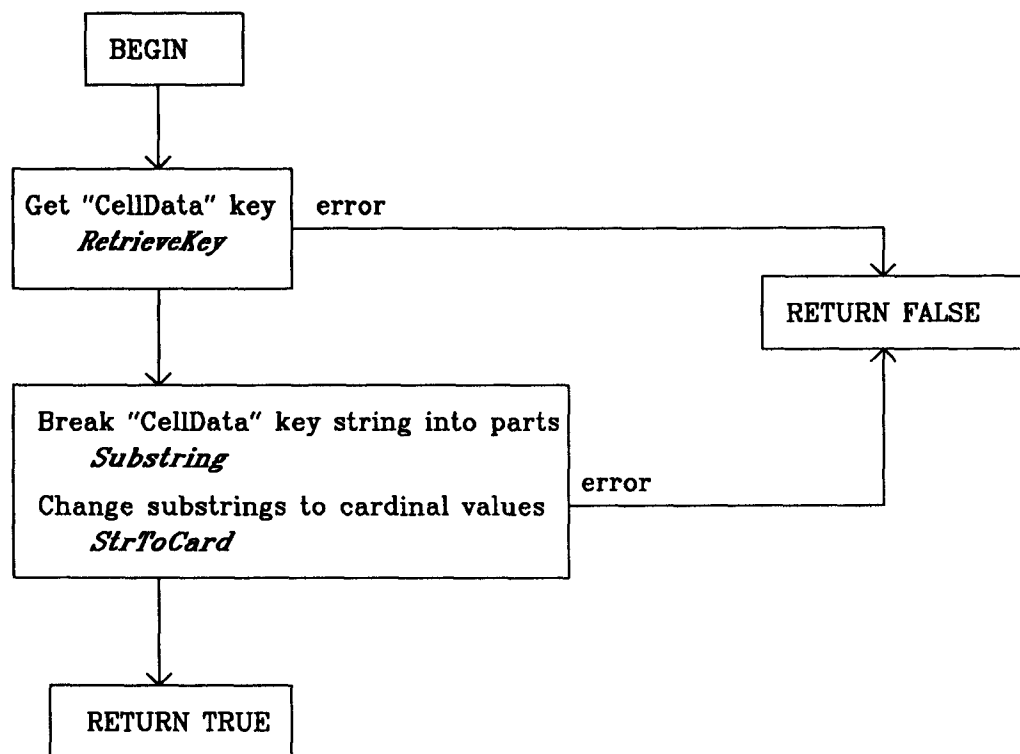 BEGIN
Get "CellData" key
RetrieveKey
error
RETURN FALSE
Break "CellData" key string into parts
Substring
error
Change substrings to cardinal values
StrToCard
RETURN TRUE